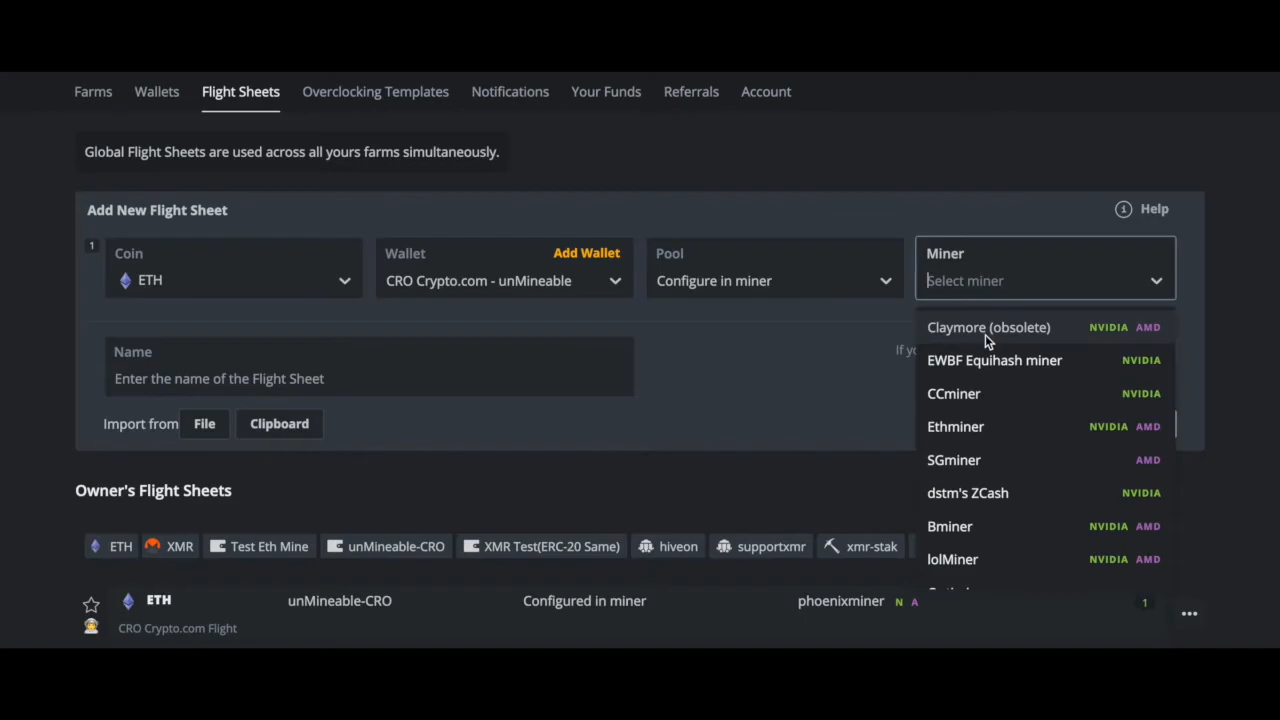 Farms Wallets Flight Sheets Overclocking Templates Notifications Your Funds Referrals Account
Global Flight Sheets are used across all yours farms simultaneously.
Add New Flight Sheet
Help
1
Coin
ETH
Wallet Add Wallet
CRO Crypto.com - unMineable
Pool
Configure in miner
Miner
Select miner
Claymore (obsolete) NVIDIA AMD
EWBF Equihash miner NVIDIA
CCminer NVIDIA
Ethminer NVIDIA AMD
SGminer AMD
dstm's ZCash NVIDIA
Bminer NVIDIA AMD
lolMiner NVIDIA AMD
Name
Enter the name of the Flight Sheet
Import from File Clipboard
Owner's Flight Sheets
ETH XMR Test Eth Mine unMineable-CRO XMR Test(ERC-20 Same) hiveon supportxmr xmr-stak
ETH unMineable-CRO Configured in miner phoenixminer N A 1
CRO Crypto.com Flight